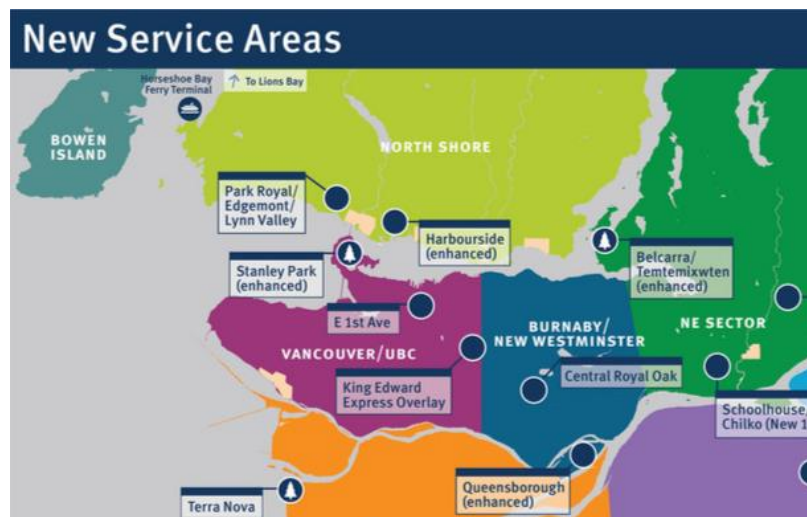 New Service Areas
Horseshoe Bay
Ferry Terminal
To Lions Bay
BOWEN
ISLAND
NORTH SHORE
Park Royal/
Edgemont/
Lynn Valley
Harbourside
(enhanced)
Stanley Park
(enhanced)
Belcarra/
Temtemixwten
(enhanced)
E 1st Ave
BURNABY/
NEW WESTMINSTER
NE SECTOR
VANCOUVER/UBC
King Edward
Express Overlay
Central Royal Oak
Schoolhouse/
Chilko (New 1
Queensborough
(enhanced)
Terra Nova